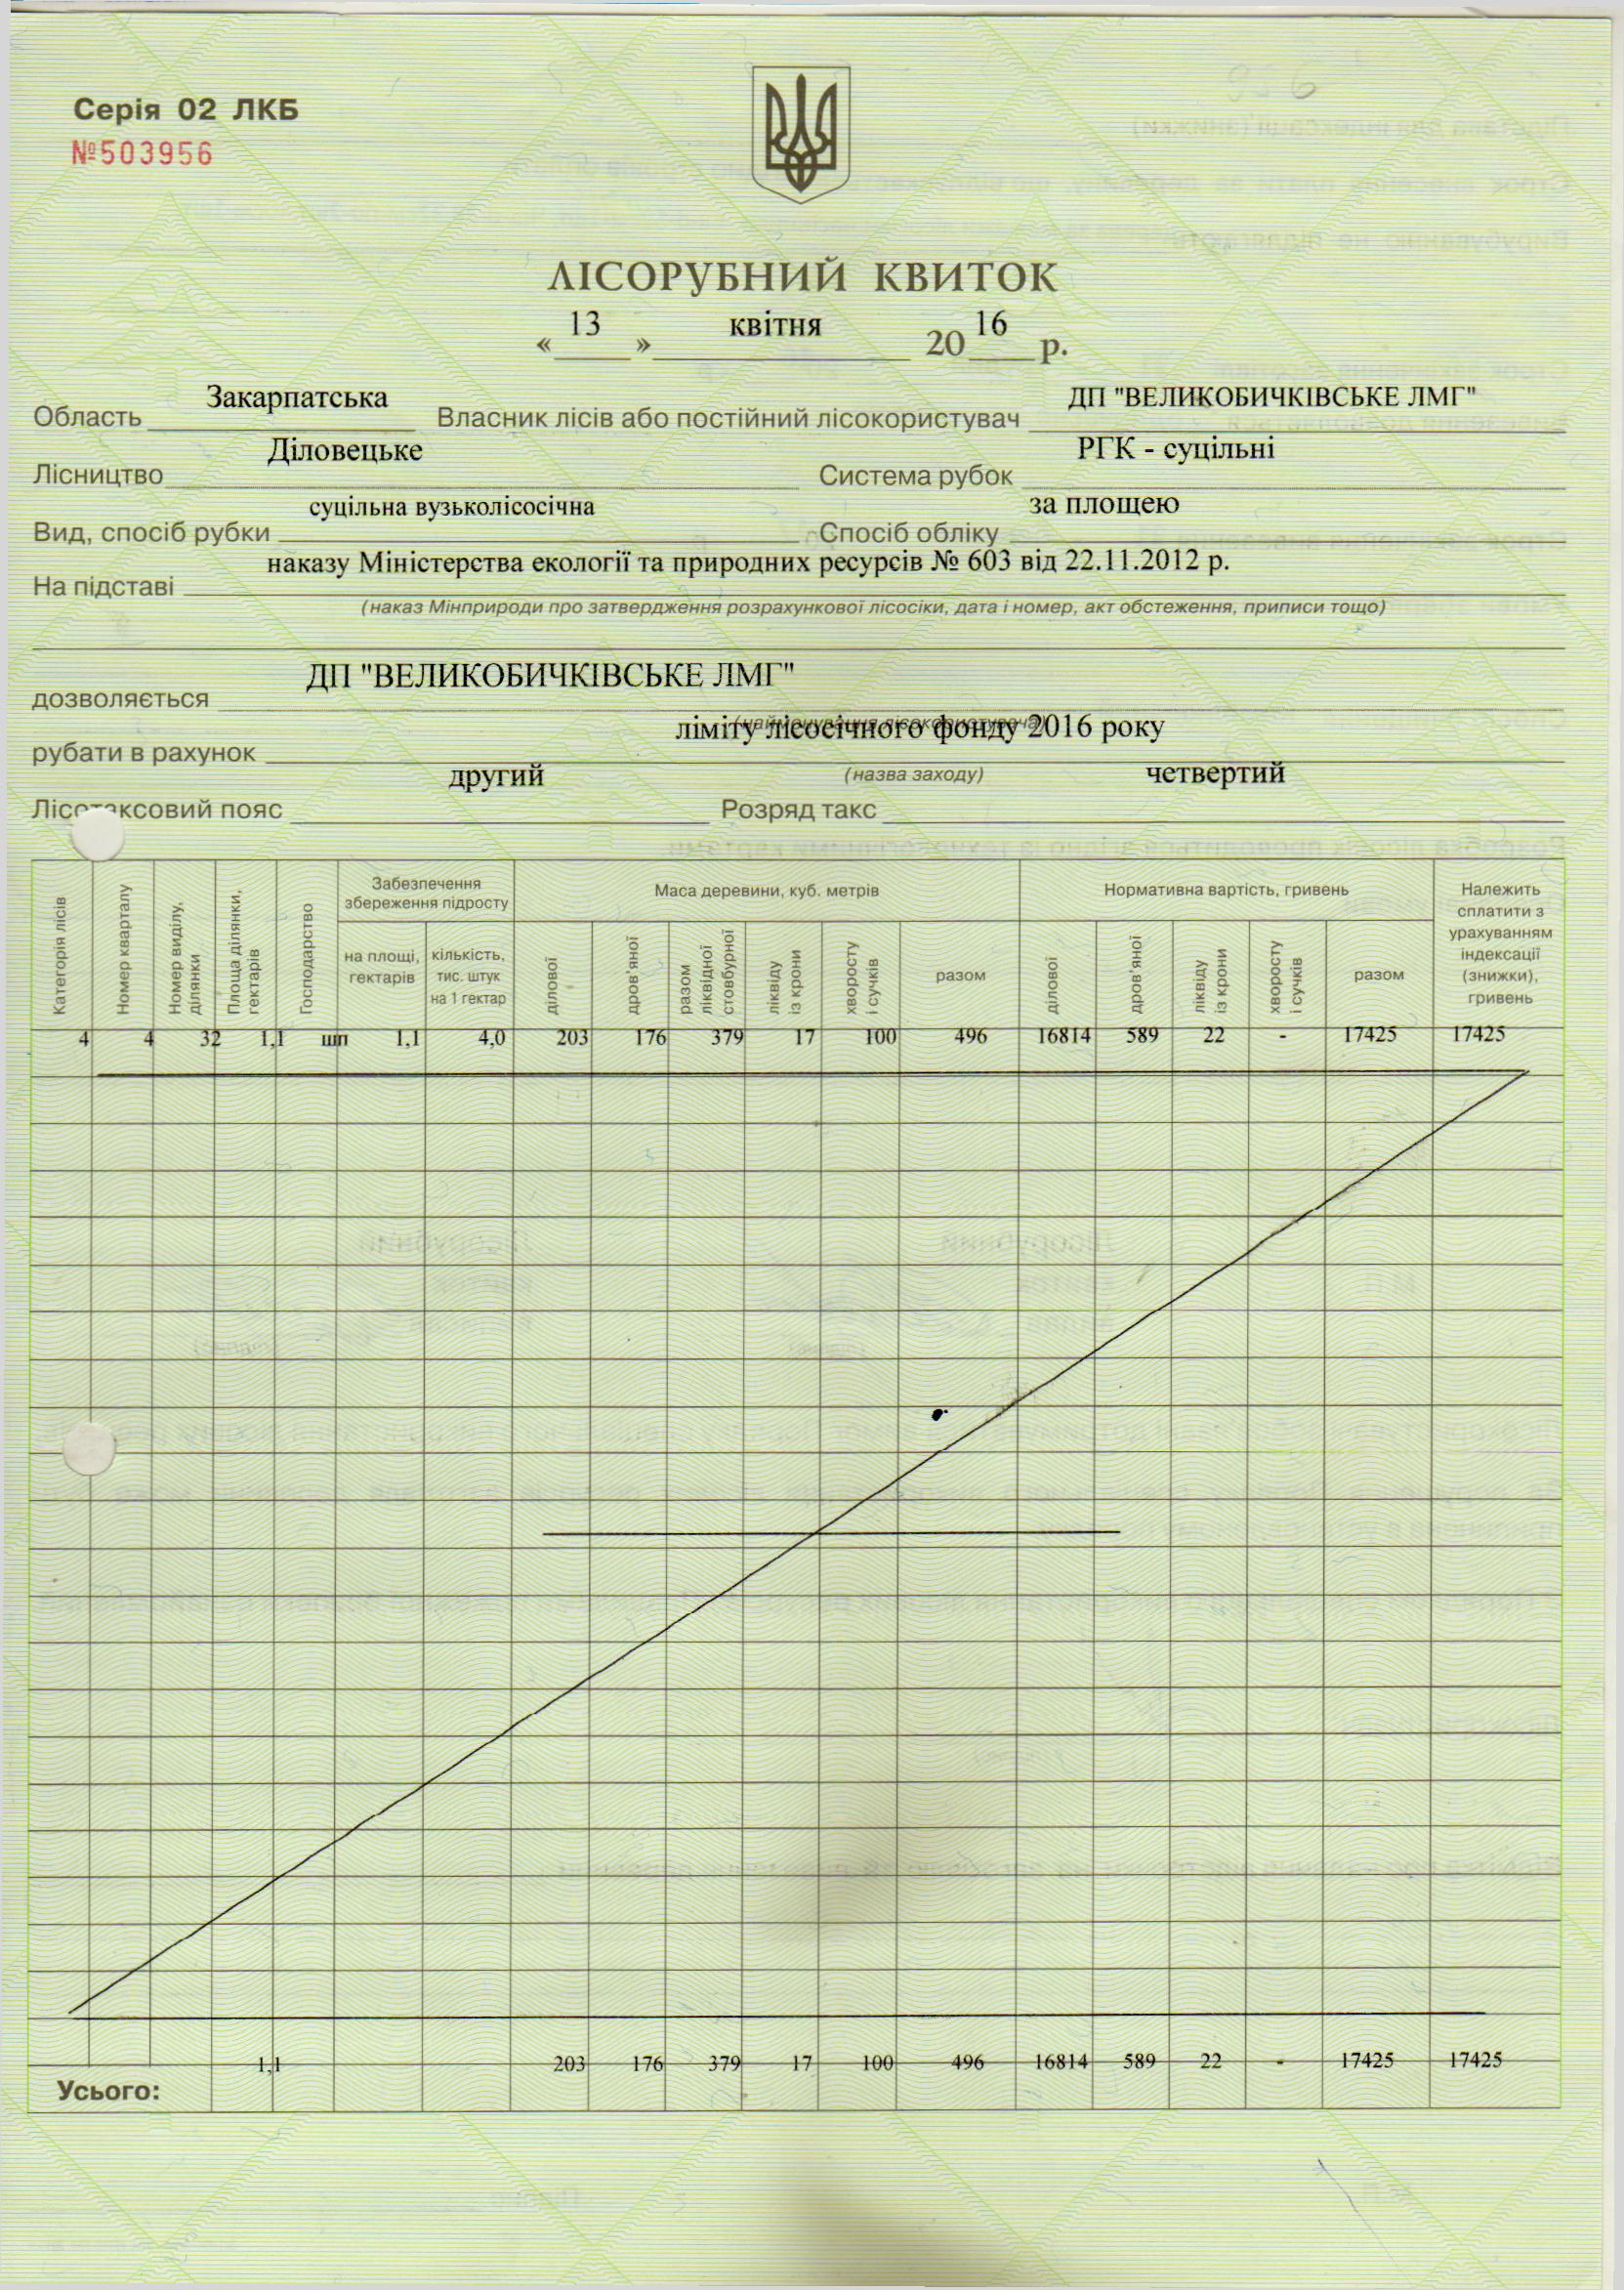 Серія 02 ЛКБ
№503956
ЛІСОРУБНИЙ КВИТОК
« 13 » квітня 20 16 р.
Область Закарпатська Власник лісів або постійний лісокористувач ДП "ВЕЛИКОБИЧКІВСЬКЕ ЛМГ"
Лісництво Діловецьке Система рубок РГК - суцільні
Вид, спосіб рубки суцільна вузьколісосічна Спосіб обліку за площею
На підставі наказу Міністерства екології та природних ресурсів № 603 від 22.11.2012 р.
(наказ Мінприроди про затвердження розрахункової лісосіки, дата і номер, акт обстеження, приписи тощо)
дозволяється ДП "ВЕЛИКОБИЧКІВСЬКЕ ЛМГ"
(найменування лісокористувача)
рубати в рахунок ліміту лісосічного фонду 2016 року
(назва заходу)
Лісотаксовий пояс другий Розряд такс четвертий
Категорія лісів
Номер кварталу
Номер виділу, ділянки
Площа ділянки, гектарів
Господарство
Забезпечення збереження підросту
на площі, гектарів
кількість, тис. штук на 1 гектар
Маса деревини, куб. метрів
ділової
дров'яної
разом ліквідної стовбурної
ліквіду із крони
хворосту і сучків
разом
Нормативна вартість, гривень
ділової
дров'яної
ліквіду із крони
хворосту і сучків
разом
Належить сплатити з урахуванням індексації (знижки), гривень
4 4 32 1,1 шп 1,1 4,0 203 176 379 17 100 496 16814 589 22 - 17425 17425
Усього: 1,1 203 176 379 17 100 496 16814 589 22 - 17425 17425